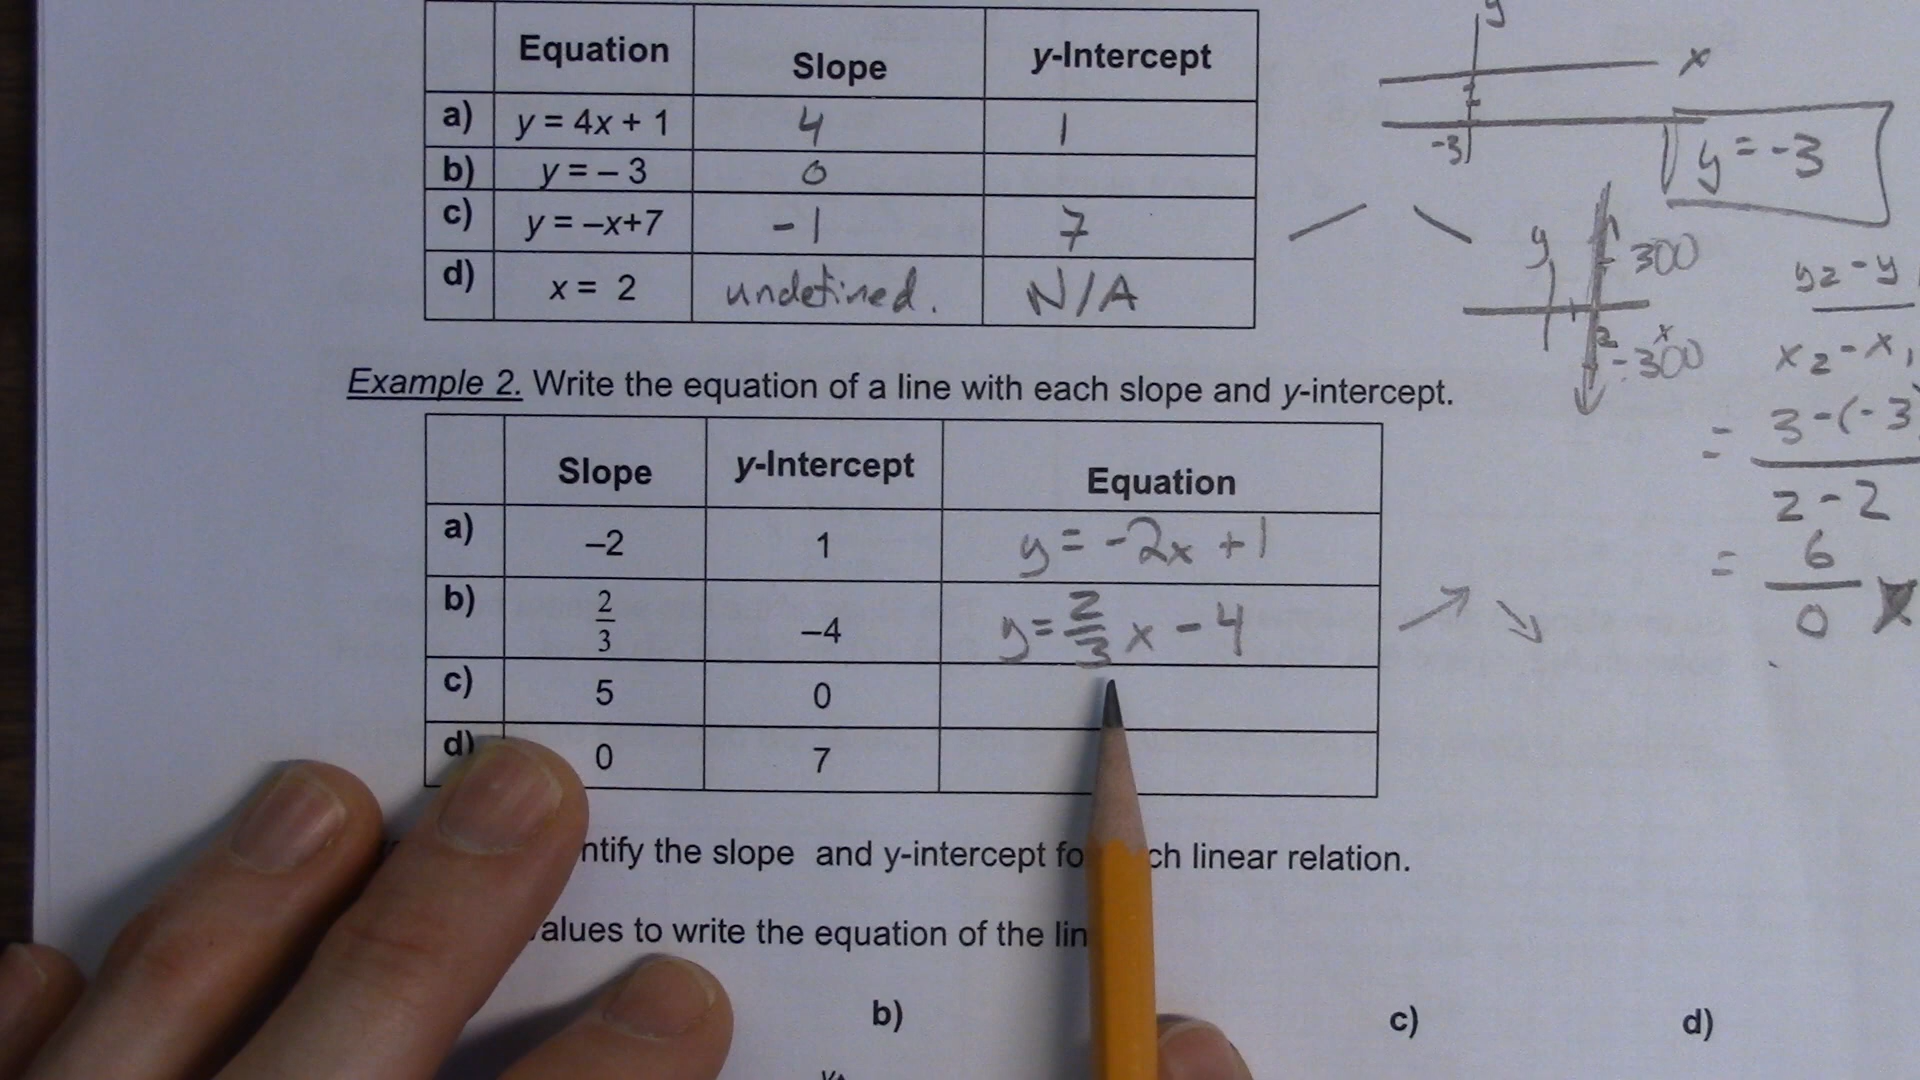 Equation Slope y-Intercept
a) y = 4x + 1 4 1
b) y = – 3 0
c) y = –x+7 -1 7
d) x = 2 undefined. N/A
y
x
-3
y = -3
y 300
2 x
-300
y2 - y1
x2 - x1
= 3-(-3)
2-2
= 6
0
Example 2. Write the equation of a line with each slope and y-intercept.
Slope y-Intercept Equation
a) –2 1 y = -2x +1
b) 2/3 –4 y = 2/3 x - 4
c) 5 0
d) 0 7
ntify the slope and y-intercept fo ch linear relation.
alues to write the equation of the lin
b) c) d)
y